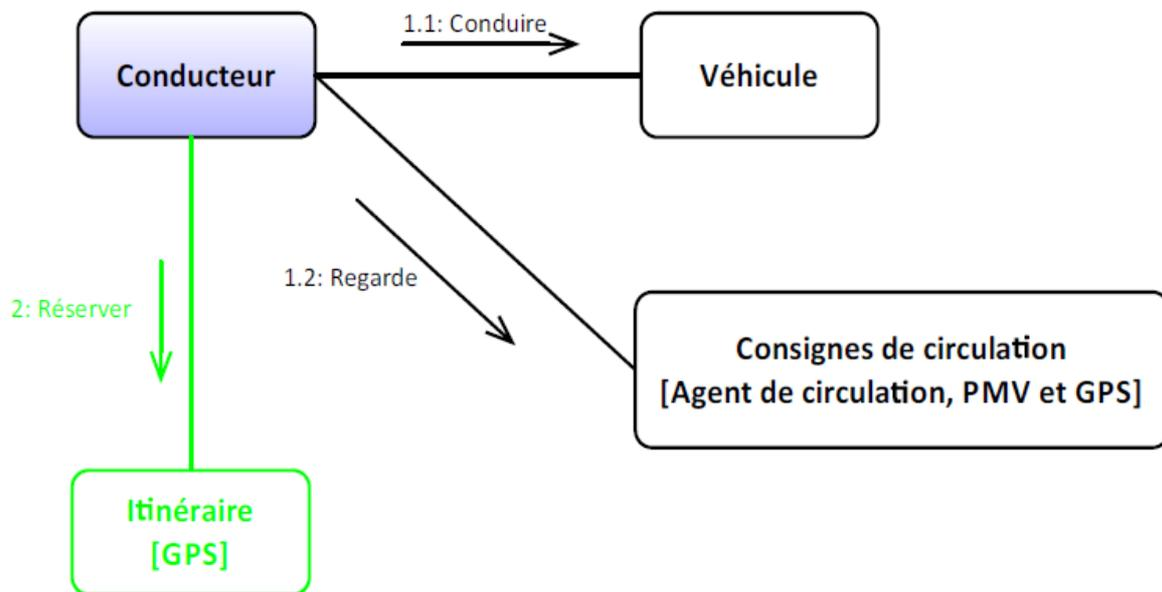 1.1: Conduire
Conducteur
Véhicule
1.2: Regarde
2: Réserver
Consignes de circulation
[Agent de circulation, PMV et GPS]
Itinéraire
[GPS]